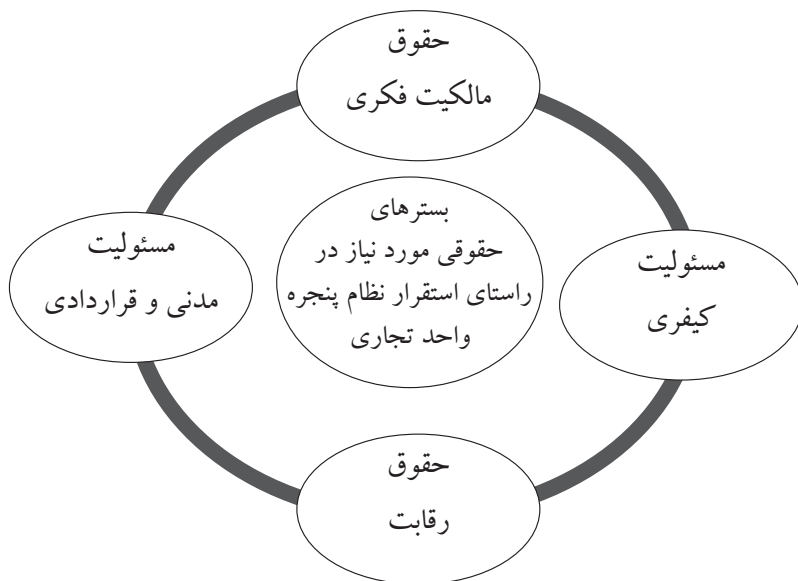 حقوق
مالکیت فکری
بسترهای
حقوقی مورد نیاز در
راستای استقرار نظام پنجره
واحد تجاری
مسئولیت
کیفری
مسئولیت
مدنی و قراردادی
حقوق
رقابت